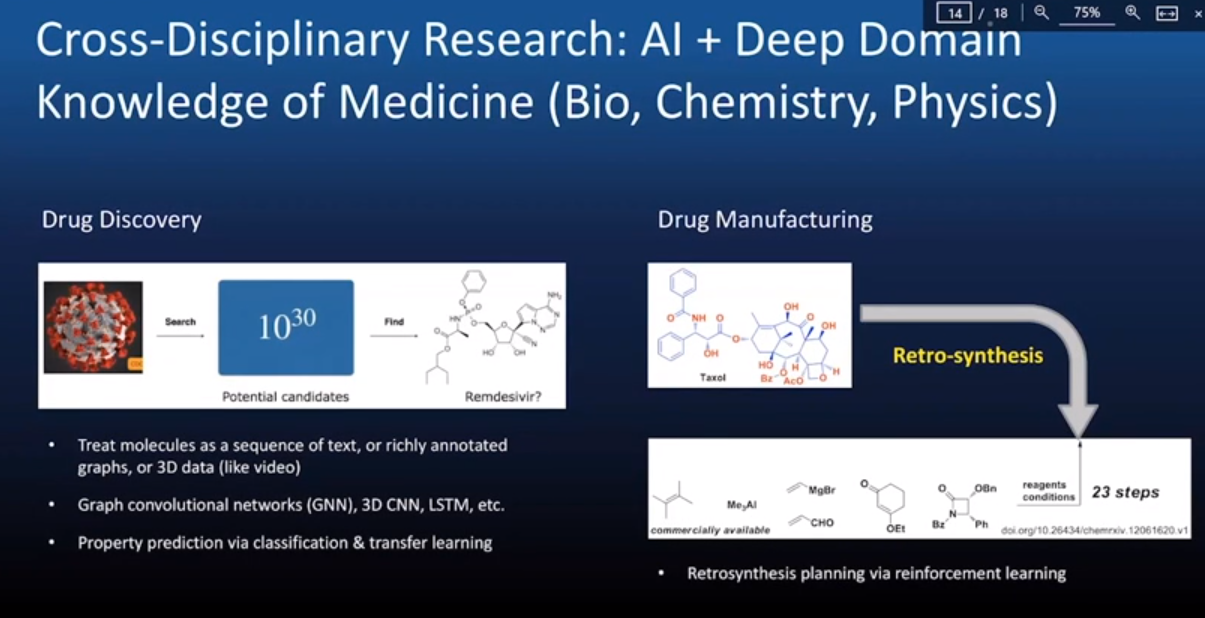 14 / 18 75%
Cross-Disciplinary Research: AI + Deep Domain
Knowledge of Medicine (Bio, Chemistry, Physics)
Drug Discovery
Search
10³⁰
Find
Potential candidates
NH₂
N
N
N
O
P
O
HN
O
O
O
O
CN
HO
OH
Remdesivir?
• Treat molecules as a sequence of text, or richly annotated
graphs, or 3D data (like video)
• Graph convolutional networks (GNN), 3D CNN, LSTM, etc.
• Property prediction via classification & transfer learning
Drug Manufacturing
O
NH
O
O
OH
OH
O
OH
HO
H
Bz
O
AcO
O
H
Taxol
Retro-synthesis
Me₃Al
MgBr
CHO
O
OEt
O
OBn
N
Bz
Ph
reagents
conditions
23 steps
commercially available
doi.org/10.26434/chemrxiv.12061620.v1
• Retrosynthesis planning via reinforcement learning